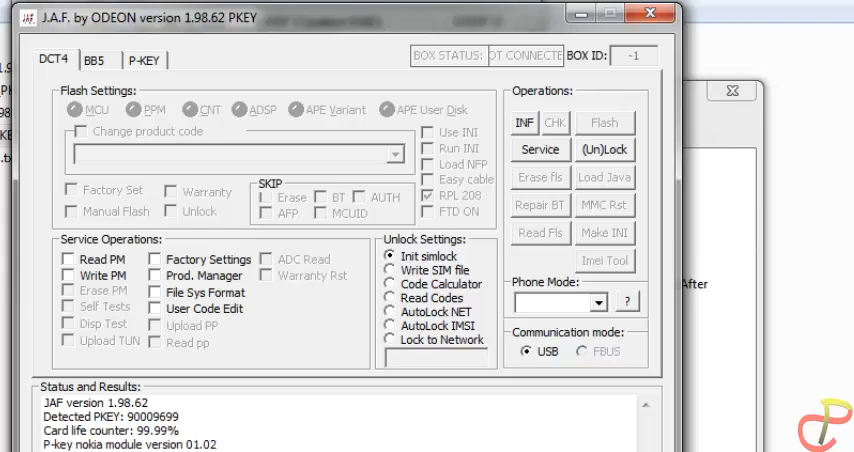 JAF J.A.F. by ODEON version 1.98.62 PKEY
DCT4 BB5 P-KEY
BOX STATUS: OT CONNECTE BOX ID: -1
Flash Settings:
MCU PPM CNT ADSP APE Variant APE User Disk
Change product code
Use INI
Run INI
Load NFP
Easy cable
RPL 208
FTD ON
Factory Set Warranty
Manual Flash Unlock
SKIP
Erase BT AUTH
AFP MCUID
Operations:
INF CHK Flash
Service (Un)Lock
Erase fls Load Java
Repair BT MMC Rst
Read Fls Make INI
Imei Tool
Service Operations:
Read PM Factory Settings ADC Read
Write PM Prod. Manager Warranty Rst
Erase PM File Sys Format
Self Tests User Code Edit
Disp Test Upload PP
Upload TUN Read pp
Unlock Settings:
Init simlock
Write SIM file
Code Calculator
Read Codes
AutoLock NET
AutoLock IMSI
Lock to Network
Phone Mode:
?
Communication mode:
USB FBUS
After
Status and Results:
JAF version 1.98.62
Detected PKEY: 90009699
Card life counter: 99.99%
P-key nokia module version 01.02